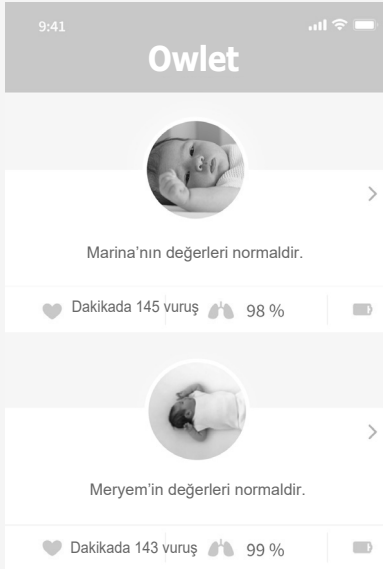 9:41
Owlet
Marina’nın değerleri normaldir.
Dakikada 145 vuruş 98 %
Meryem’in değerleri normaldir.
Dakikada 143 vuruş 99 %